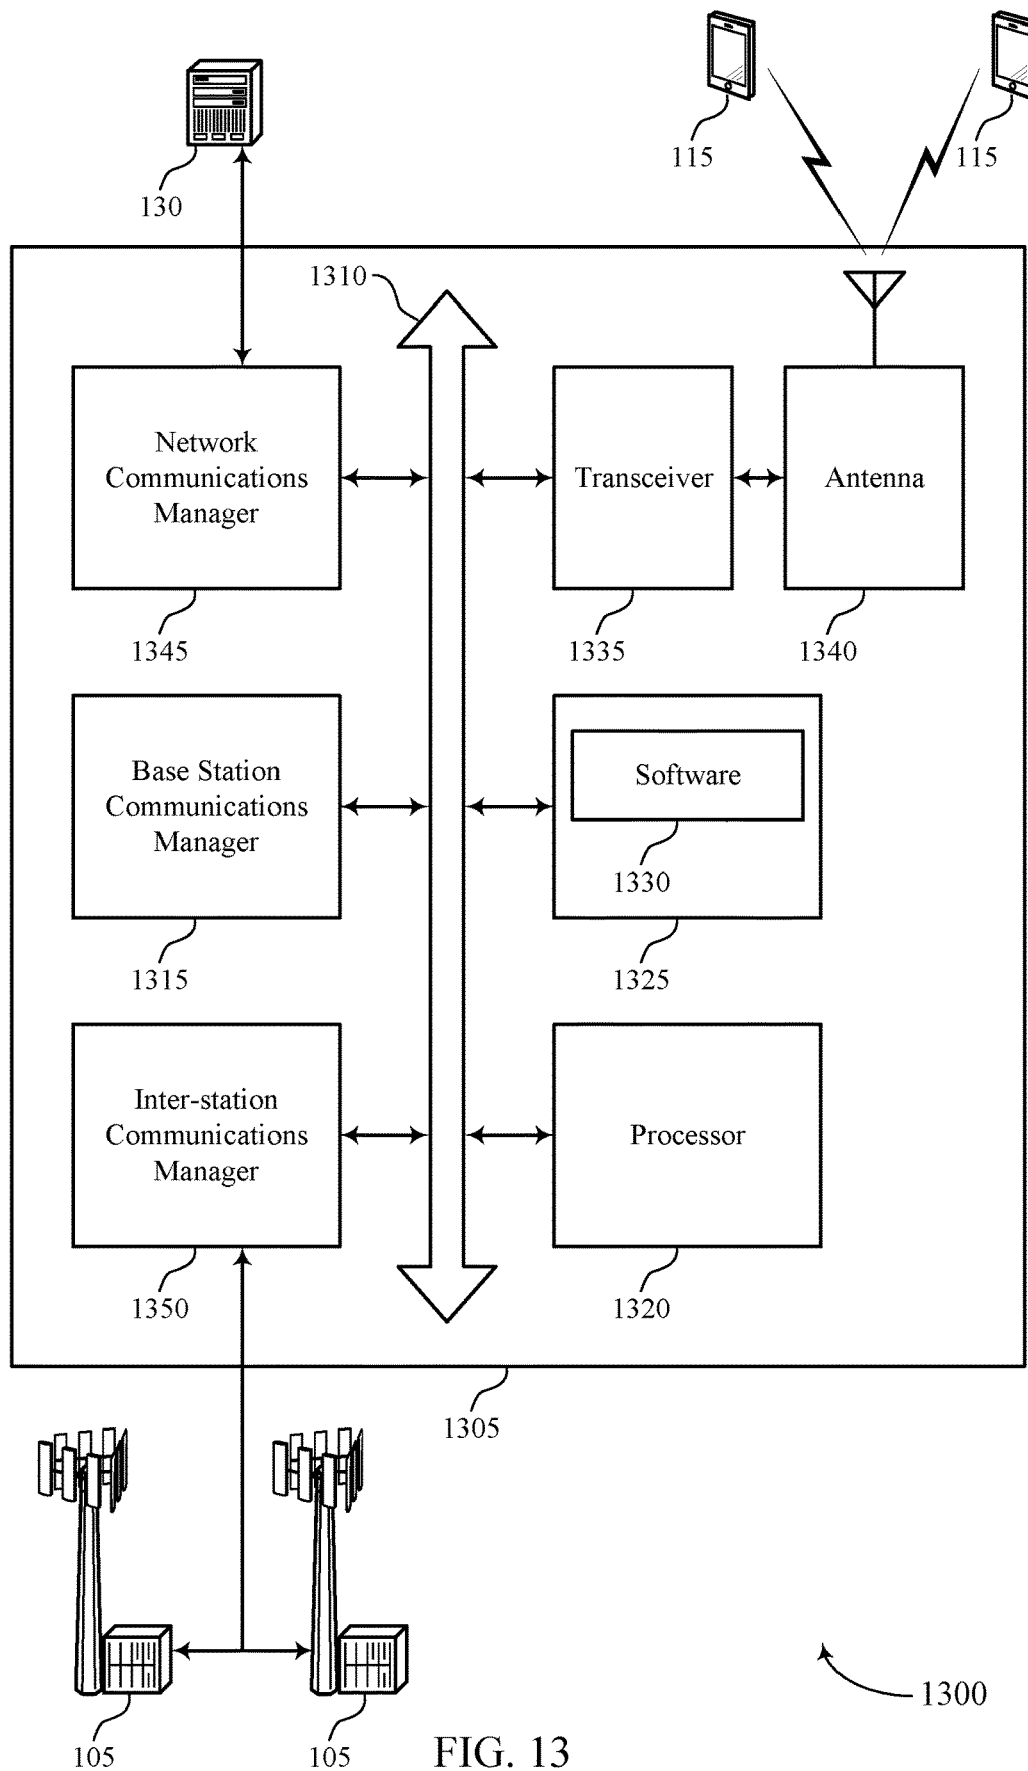 130
115
115
1310
Network
Communications
Manager
Transceiver
Antenna
1345
1335
1340
Base Station
Communications
Manager
Software
1330
1315
1325
Inter-station
Communications
Manager
Processor
1350
1320
1305
105
105
1300
FIG. 13